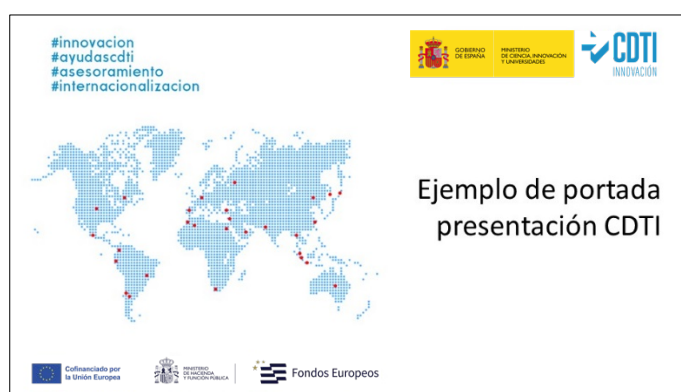 #innovacion
#ayudascdti
#asesoramiento
#internacionalizacion
GOBIERNO
DE ESPAÑA
MINISTERIO
DE CIENCIA, INNOVACIÓN
Y UNIVERSIDADES
CDTI
INNOVACIÓN
Ejemplo de portada
presentación CDTI
Cofinanciado por
la Unión Europea
MINISTERIO
DE HACIENDA
Y FUNCIÓN PÚBLICA
Fondos Europeos